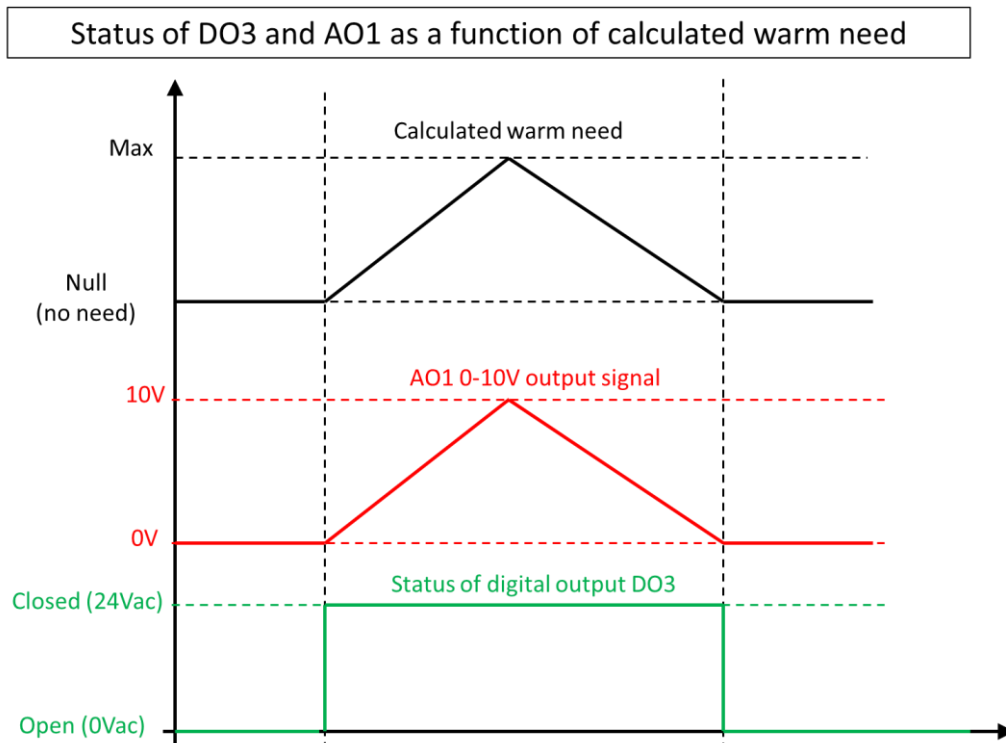 Status of DO3 and AO1 as a function of calculated warm need
Calculated warm need
Max
Null
(no need)
AO1 0-10V output signal
10V
0V
Status of digital output DO3
Closed (24Vac)
Open (0Vac)